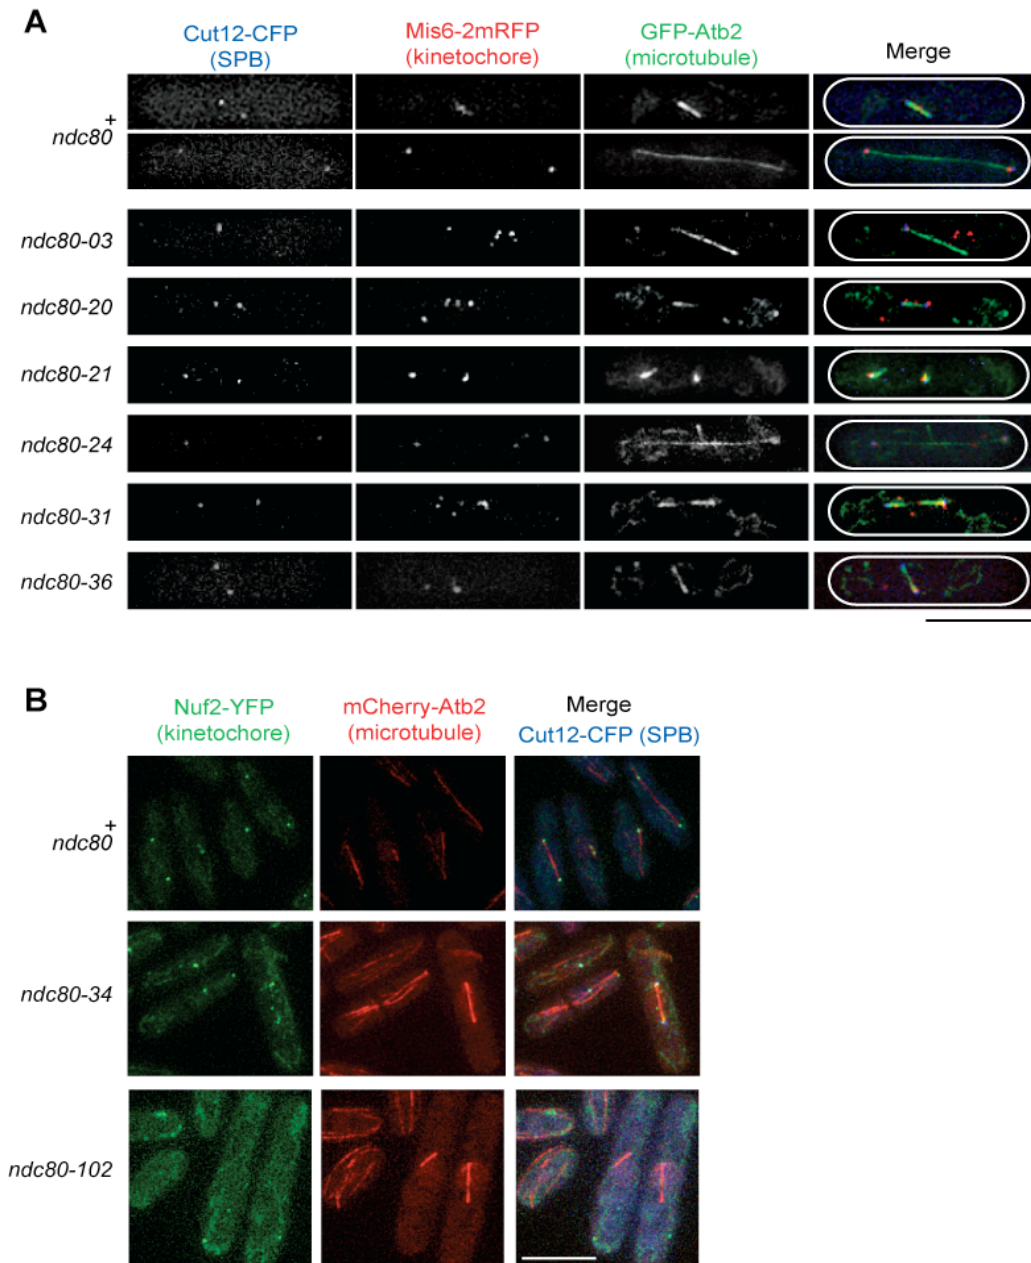 A
Cut12-CFP
(SPB)
Mis6-2mRFP
(kinetochore)
GFP-Atb2
(microtubule)
Merge
ndc80+
ndc80-03
ndc80-20
ndc80-21
ndc80-24
ndc80-31
ndc80-36
B
Nuf2-YFP
(kinetochore)
mCherry-Atb2
(microtubule)
Merge
Cut12-CFP (SPB)
ndc80+
ndc80-34
ndc80-102